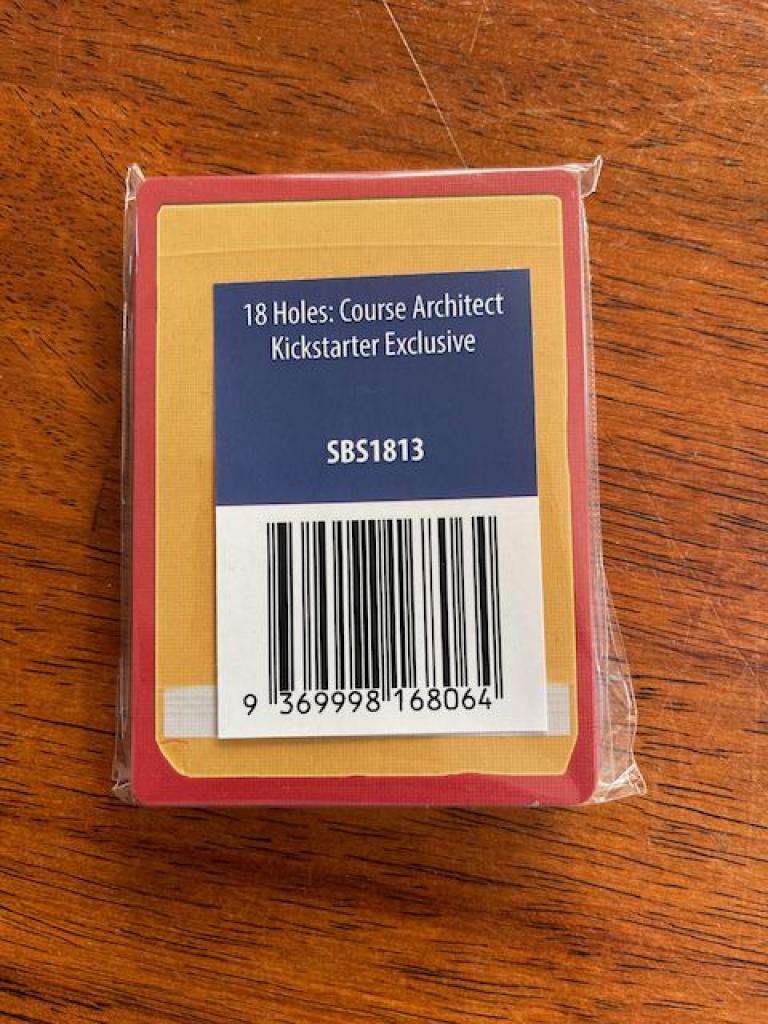 18 Holes: Course Architect
Kickstarter Exclusive
SBS1813
9 369998 168064